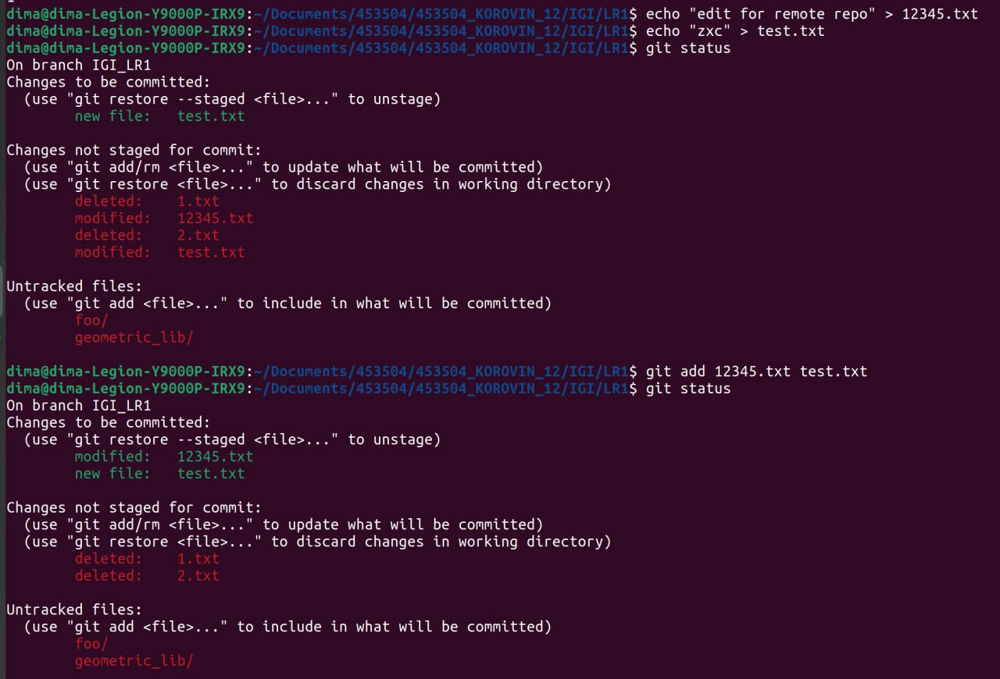 dima@dima-Legion-Y9000P-IRX9:~/Documents/453504/453504_KOROVIN_12/IGI/LR1$ echo "edit for remote repo" > 12345.txt
dima@dima-Legion-Y9000P-IRX9:~/Documents/453504/453504_KOROVIN_12/IGI/LR1$ echo "zxc" > test.txt
dima@dima-Legion-Y9000P-IRX9:~/Documents/453504/453504_KOROVIN_12/IGI/LR1$ git status
On branch IGI_LR1
Changes to be committed:
  (use "git restore --staged <file>..." to unstage)
        new file:   test.txt

Changes not staged for commit:
  (use "git add/rm <file>..." to update what will be committed)
  (use "git restore <file>..." to discard changes in working directory)
        deleted:    1.txt
        modified:   12345.txt
        deleted:    2.txt
        modified:   test.txt

Untracked files:
  (use "git add <file>..." to include in what will be committed)
        foo/
        geometric_lib/

dima@dima-Legion-Y9000P-IRX9:~/Documents/453504/453504_KOROVIN_12/IGI/LR1$ git add 12345.txt test.txt
dima@dima-Legion-Y9000P-IRX9:~/Documents/453504/453504_KOROVIN_12/IGI/LR1$ git status
On branch IGI_LR1
Changes to be committed:
  (use "git restore --staged <file>..." to unstage)
        modified:   12345.txt
        new file:   test.txt

Changes not staged for commit:
  (use "git add/rm <file>..." to update what will be committed)
  (use "git restore <file>..." to discard changes in working directory)
        deleted:    1.txt
        deleted:    2.txt

Untracked files:
  (use "git add <file>..." to include in what will be committed)
        foo/
        geometric_lib/